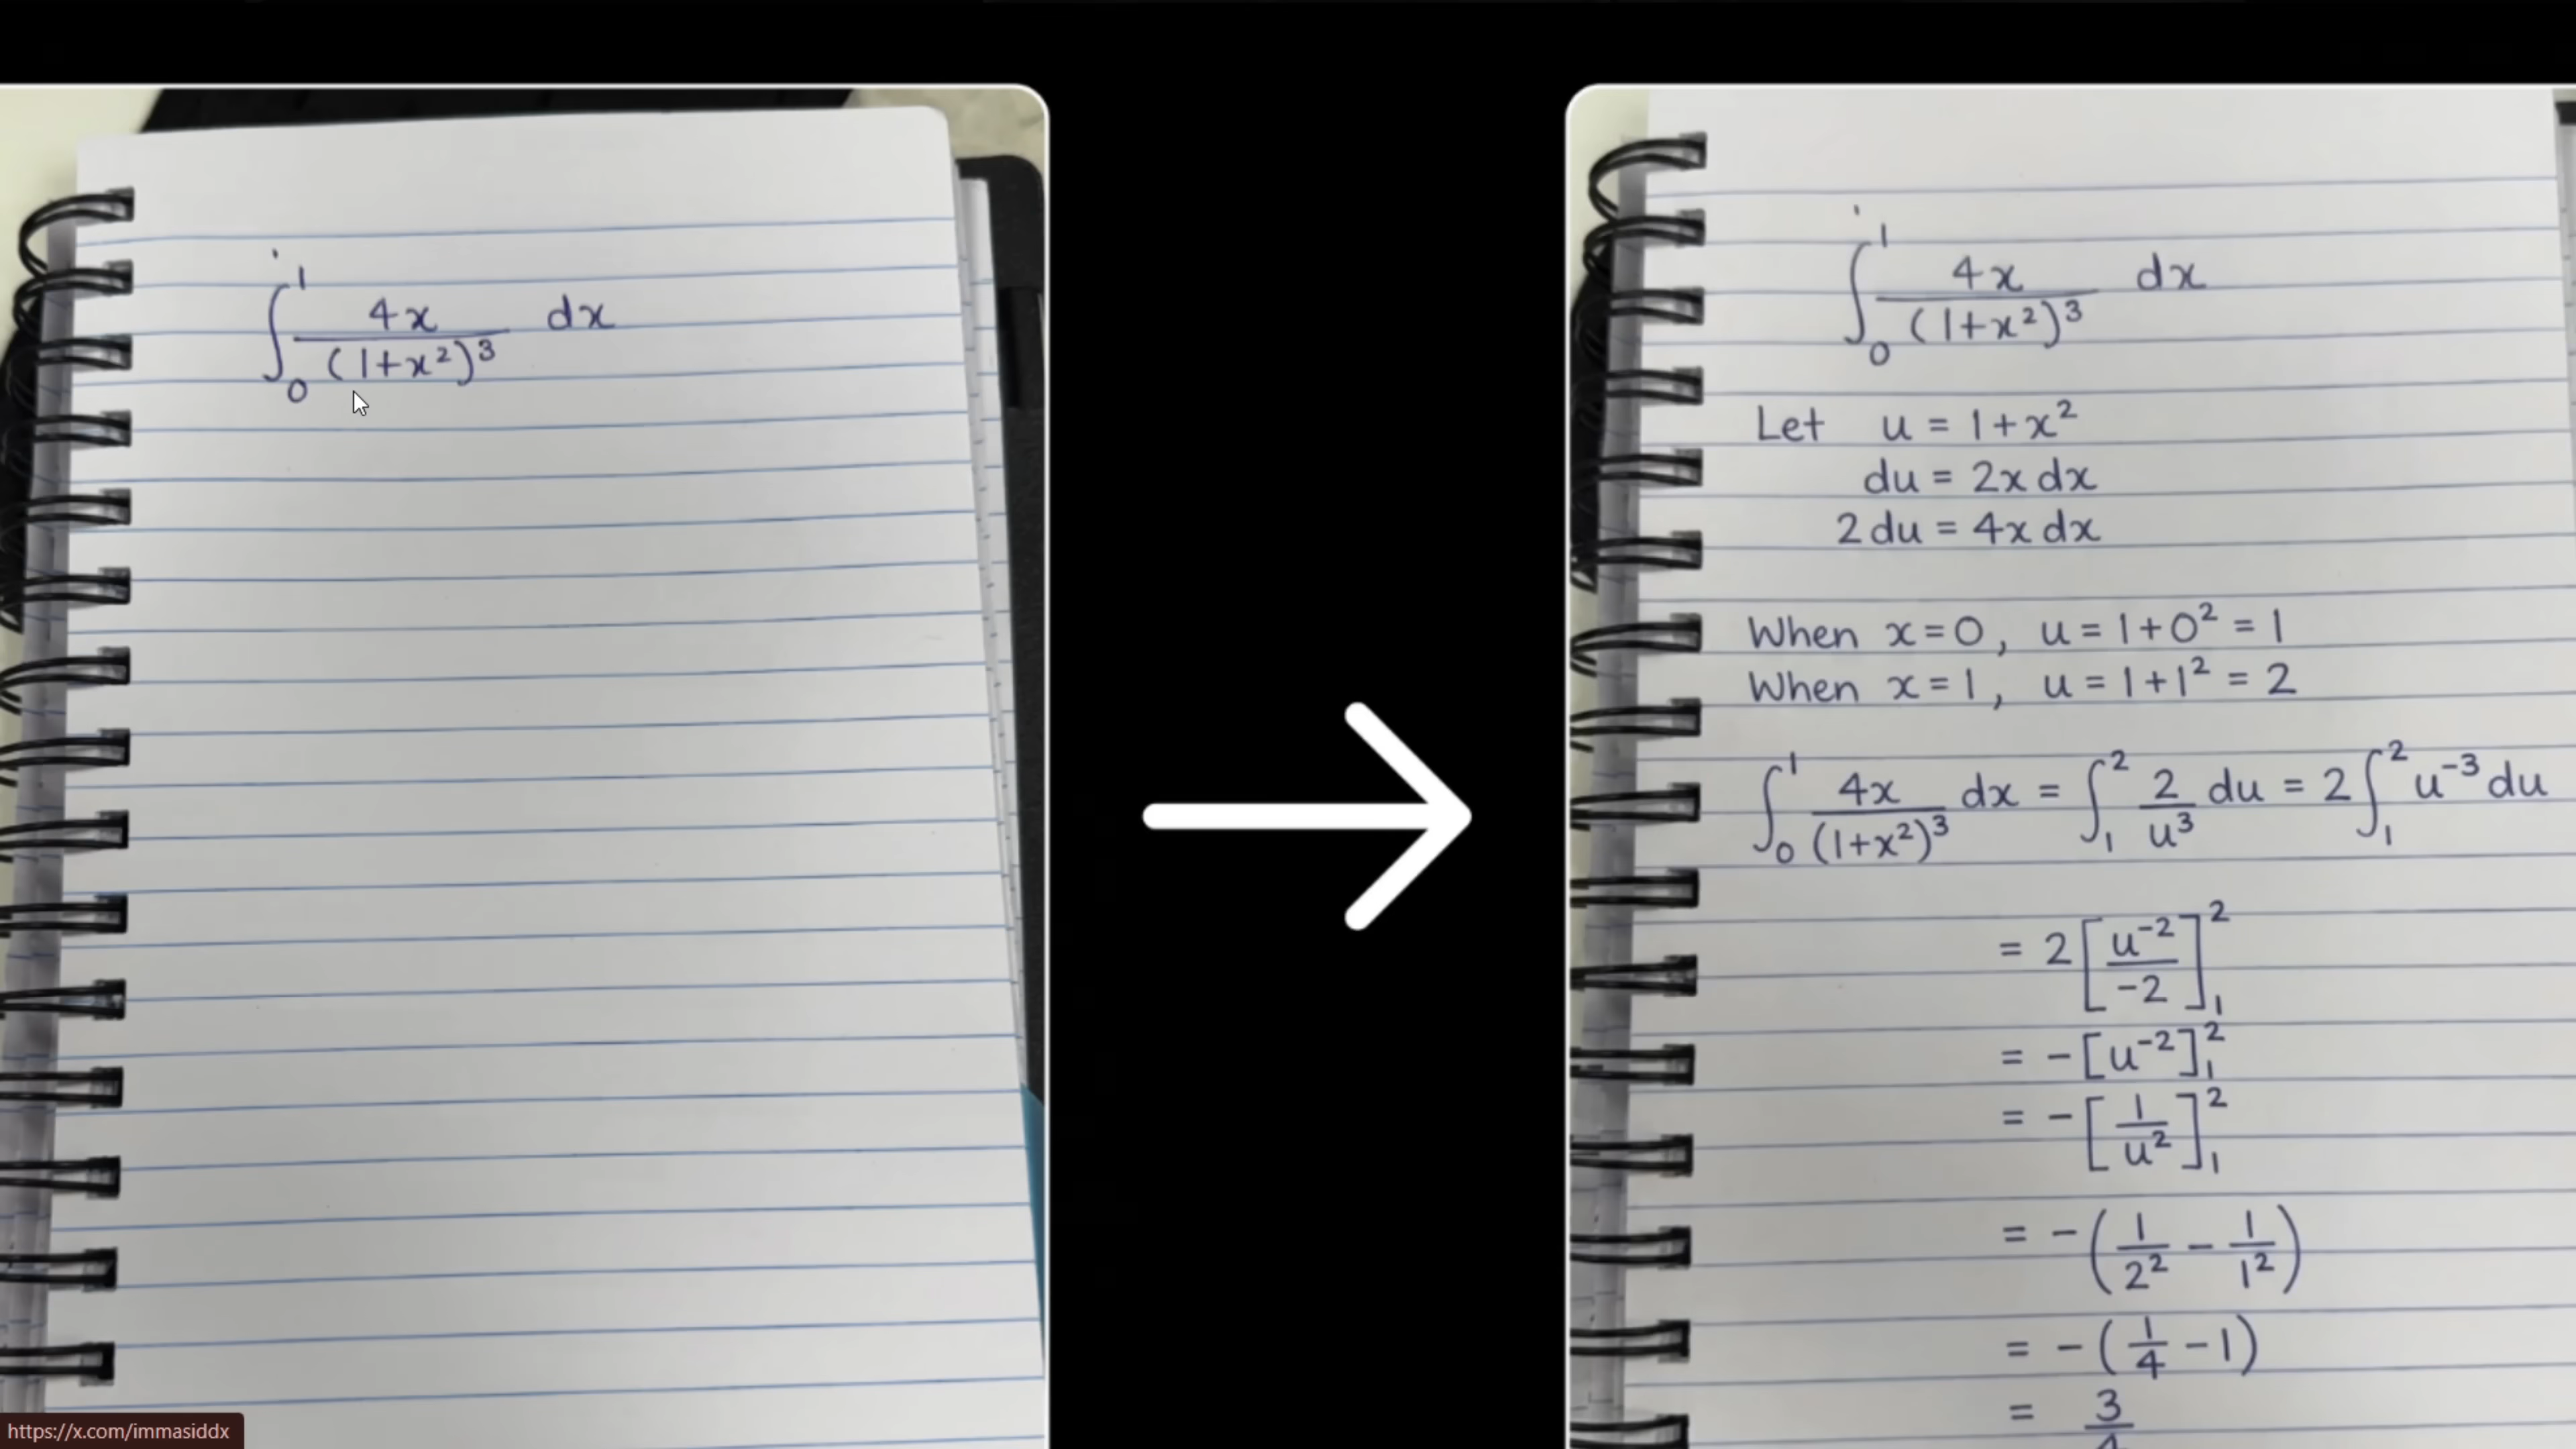 ∫₀¹ 4x/(1+x²)³ dx
∫₀¹ 4x/(1+x²)³ dx
Let u = 1+x²
du = 2x dx
2 du = 4x dx
When x=0, u = 1+0² = 1
When x=1, u = 1+1² = 2
∫₀¹ 4x/(1+x²)³ dx = ∫₁² 2/u³ du = 2∫₁² u⁻³ du
= 2[u⁻²/-2]₁²
= -[u⁻²]₁²
= -[1/u²]₁²
= -(1/2² - 1/1²)
= -(1/4 - 1)
= 3/4
https://x.com/immasiddx